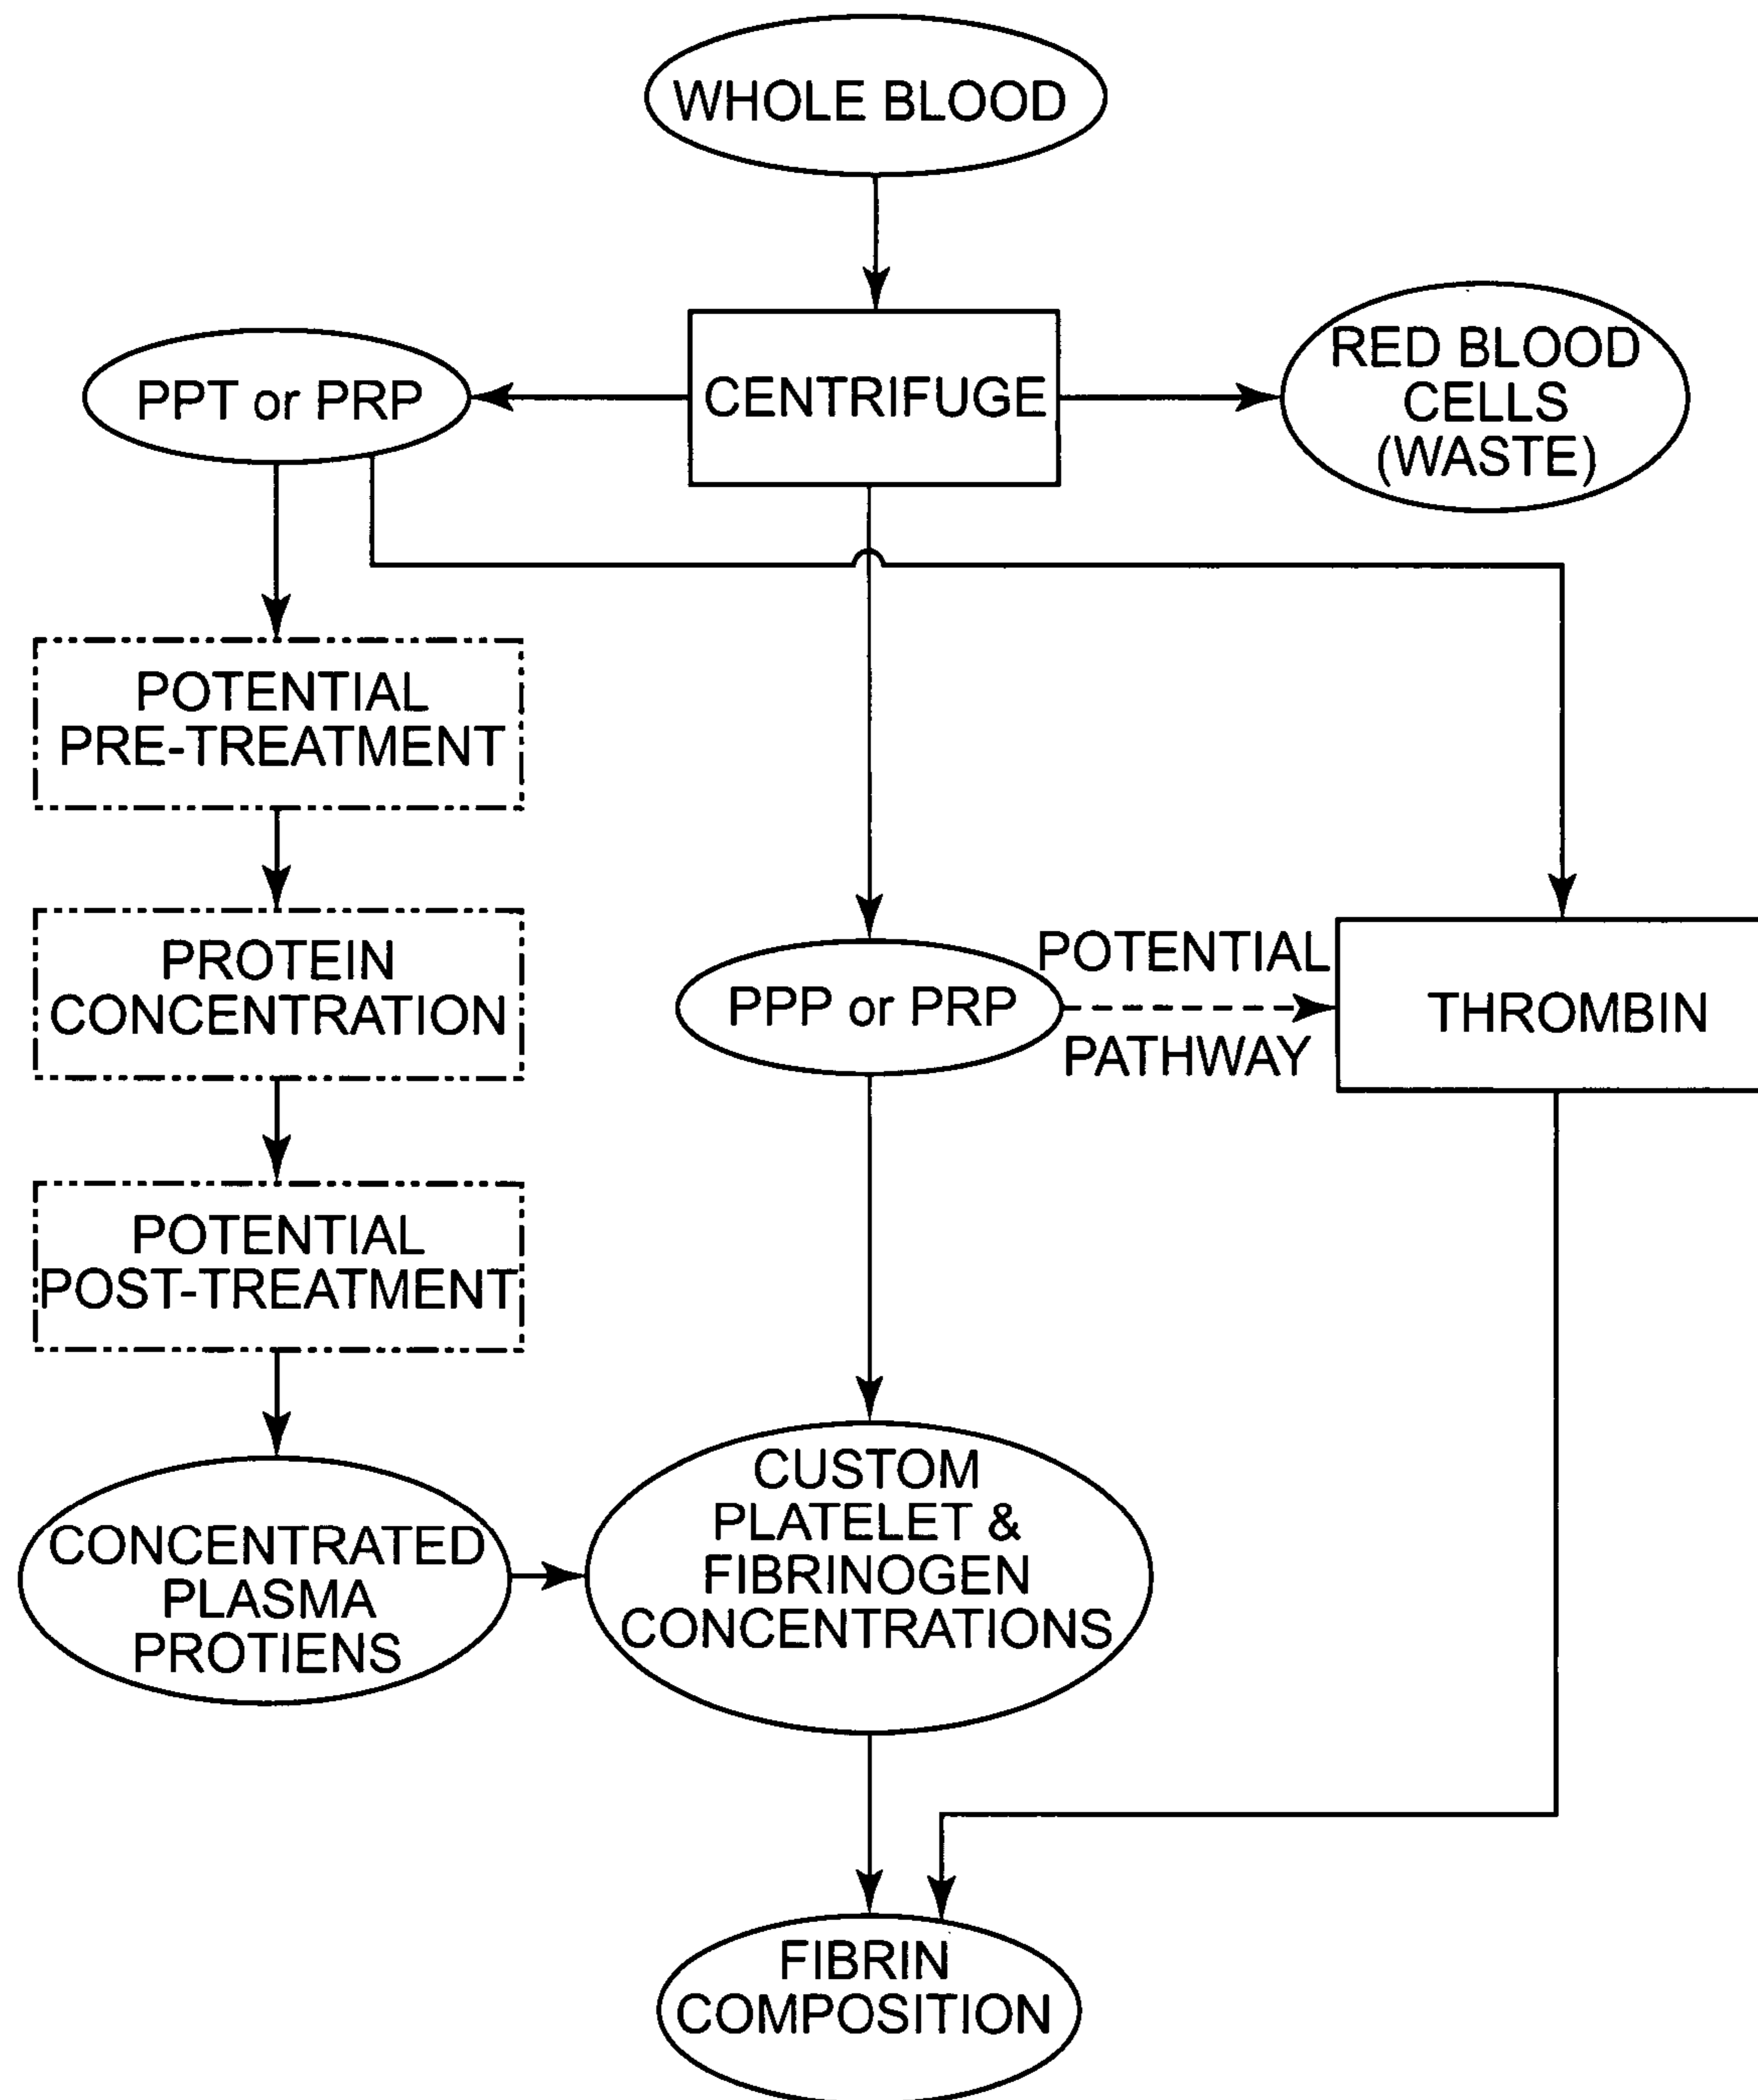 WHOLE BLOOD
PPT or PRP
CENTRIFUGE
RED BLOOD
CELLS
(WASTE)
POTENTIAL
PRE-TREATMENT
PROTEIN
CONCENTRATION
PPP or PRP
POTENTIAL
PATHWAY
THROMBIN
POTENTIAL
POST-TREATMENT
CONCENTRATED
PLASMA
PROTIENS
CUSTOM
PLATELET &
FIBRINOGEN
CONCENTRATIONS
FIBRIN
COMPOSITION